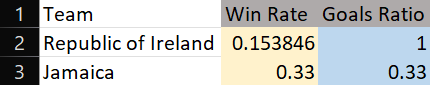 1 Team Win Rate Goals Ratio
2 Republic of Ireland 0.153846 1
3 Jamaica 0.33 0.33